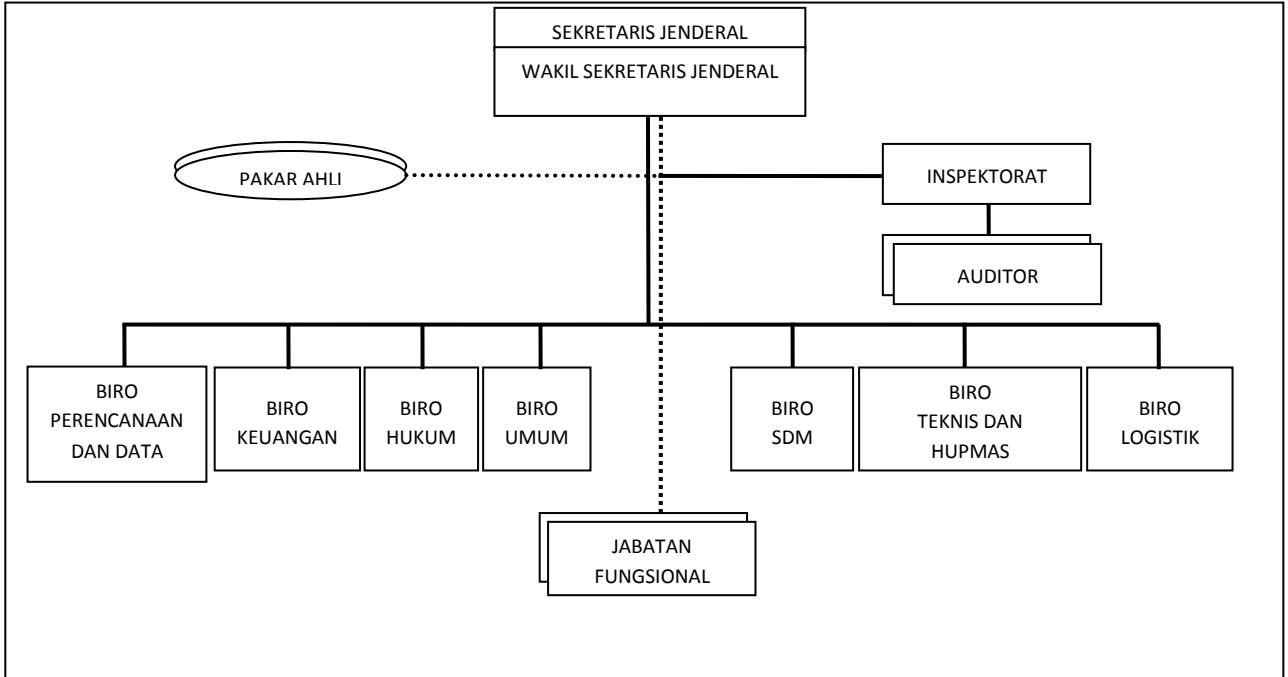 SEKRETARIS JENDERAL
WAKIL SEKRETARIS JENDERAL
PAKAR AHLI
INSPEKTORAT
AUDITOR
BIRO
PERENCANAAN
DAN DATA
BIRO
KEUANGAN
BIRO
HUKUM
BIRO
UMUM
BIRO
SDM
BIRO
TEKNIS DAN
HUPMAS
BIRO
LOGISTIK
JABATAN
FUNGSIONAL